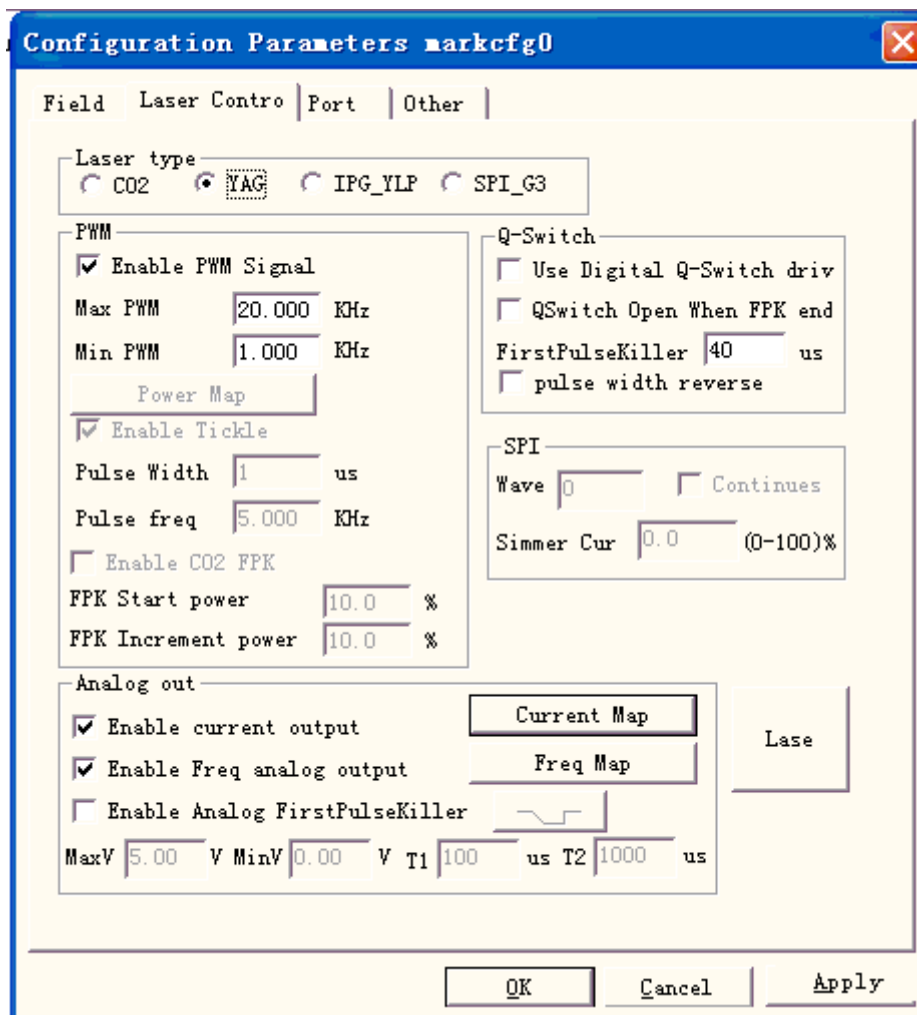 Configuration Parameters markcfg0
Field Laser Contro Port Other
Laser type
CO2 YAG IPG_YLP SPI_G3
PWM
Enable PWM Signal
Max PWM 20.000 KHz
Min PWM 1.000 KHz
Power Map
Enable Tickle
Pulse Width 1 us
Pulse freq 5.000 KHz
Enable CO2 FPK
FPK Start power 10.0 %
FPK Increment power 10.0 %
Q-Switch
Use Digital Q-Switch driv
QSwitch Open When FPK end
FirstPulseKiller 40 us
pulse width reverse
SPI
Wave 0 Continues
Simmer Cur 0.0 (0-100)%
Analog out
Enable current output Current Map
Enable Freq analog output Freq Map
Enable Analog FirstPulseKiller
MaxV 5.00 V MinV 0.00 V T1 100 us T2 1000 us
Lase
OK Cancel Apply